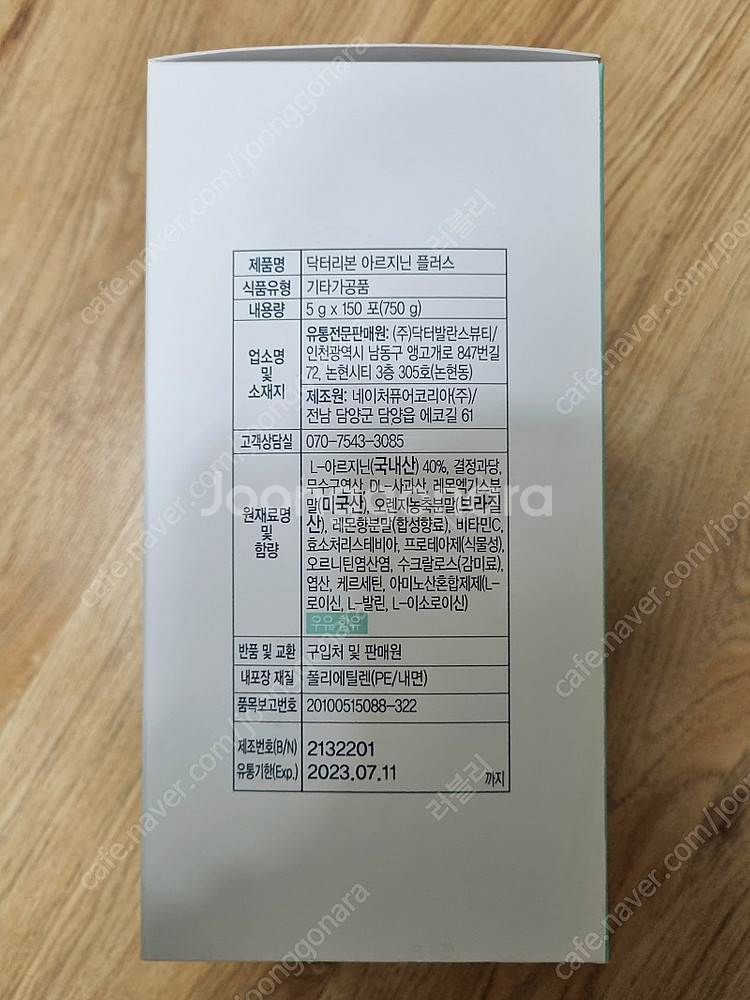 제품명 닥터리본 아르지닌 플러스
식품유형 기타가공품
내용량 5 g x 150 포(750 g)
업소명 및 소재지
유통전문판매원: (주)닥터발란스뷰티/
인천광역시 남동구 앵고개로 847번길
72, 논현시티 3층 305호(논현동)
제조원: 네이처퓨어코리아(주)/
전남 담양군 담양읍 에코길 61
고객상담실 070-7543-3085
원재료명 및 함량
L-아르지닌(국내산) 40%, 결정과당,
무수구연산, DL-사과산, 레몬엑기스분
말(미국산), 오렌지농축분말(브라질
산), 레몬향분말(합성향료), 비타민C,
효소처리스테비아, 프로테아제(식물성),
오르니틴염산염, 수크랄로스(감미료),
엽산, 케르세틴, 아미노산혼합제제(L-
로이신, L-발린, L-이소로이신)
우유 함유
반품 및 교환 구입처 및 판매원
내포장 재질 폴리에틸렌(PE/내면)
품목보고번호 20100515088-322
제조번호(B/N) 2132201
유통기한(Exp.) 2023.07.11 까지
Joonggonara
cafe.naver.com/joonggonara
러블리